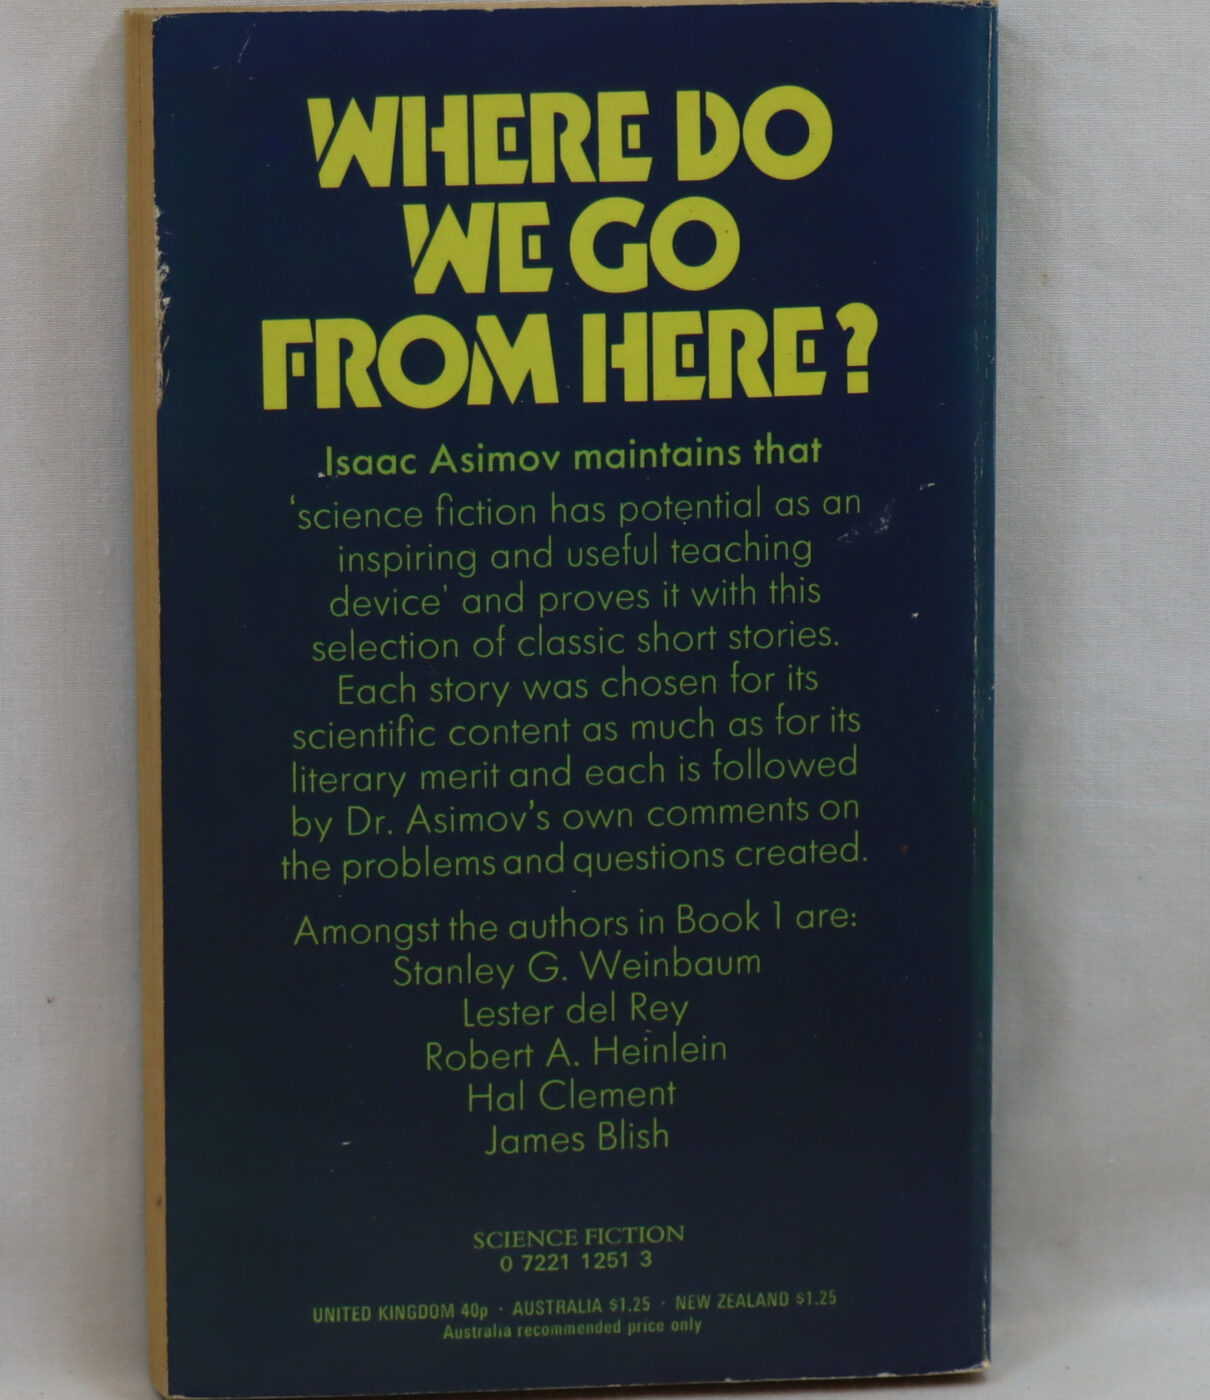 WHERE DO
WE GO
FROM HERE?
Isaac Asimov maintains that
'science fiction has potential as an
inspiring and useful teaching
device' and proves it with this
selection of classic short stories.
Each story was chosen for its
scientific content as much as for its
literary merit and each is followed
by Dr. Asimov's own comments on
the problems and questions created.
Amongst the authors in Book 1 are:
Stanley G. Weinbaum
Lester del Rey
Robert A. Heinlein
Hal Clement
James Blish
SCIENCE FICTION
0 7221 1251 3
UNITED KINGDOM 40p · AUSTRALIA $1.25 · NEW ZEALAND $1.25
Australia recommended price only